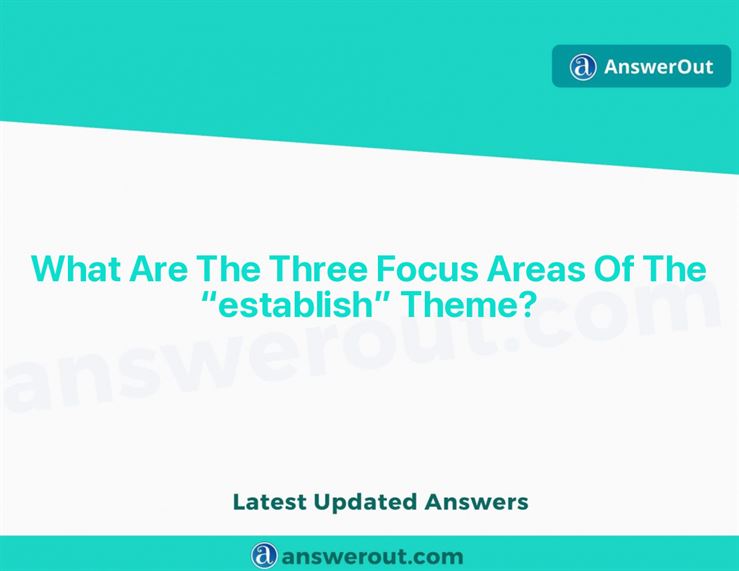 AnswerOut
What Are The Three Focus Areas Of The
“establish” Theme?
answerout.com
Latest Updated Answers
answerout.com